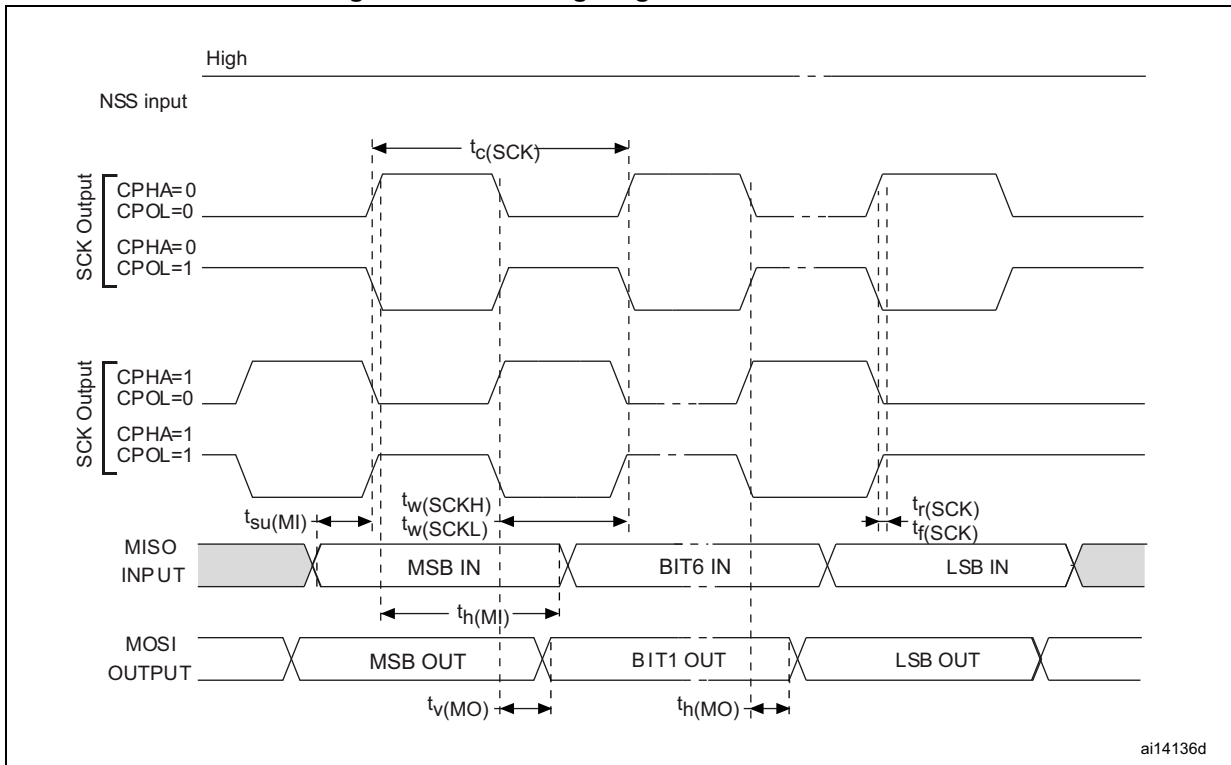 High
NSS input
tc(SCK)
SCK Output
CPHA=0
CPOL=0
CPHA=0
CPOL=1
SCK Output
CPHA=1
CPOL=0
CPHA=1
CPOL=1
tsu(MI)
tw(SCKH)
tw(SCKL)
tr(SCK)
tf(SCK)
MISO
INPUT
MSB IN
BIT6 IN
LSB IN
th(MI)
MOSI
OUTPUT
MSB OUT
BIT1 OUT
LSB OUT
tv(MO)
th(MO)
ai14136d